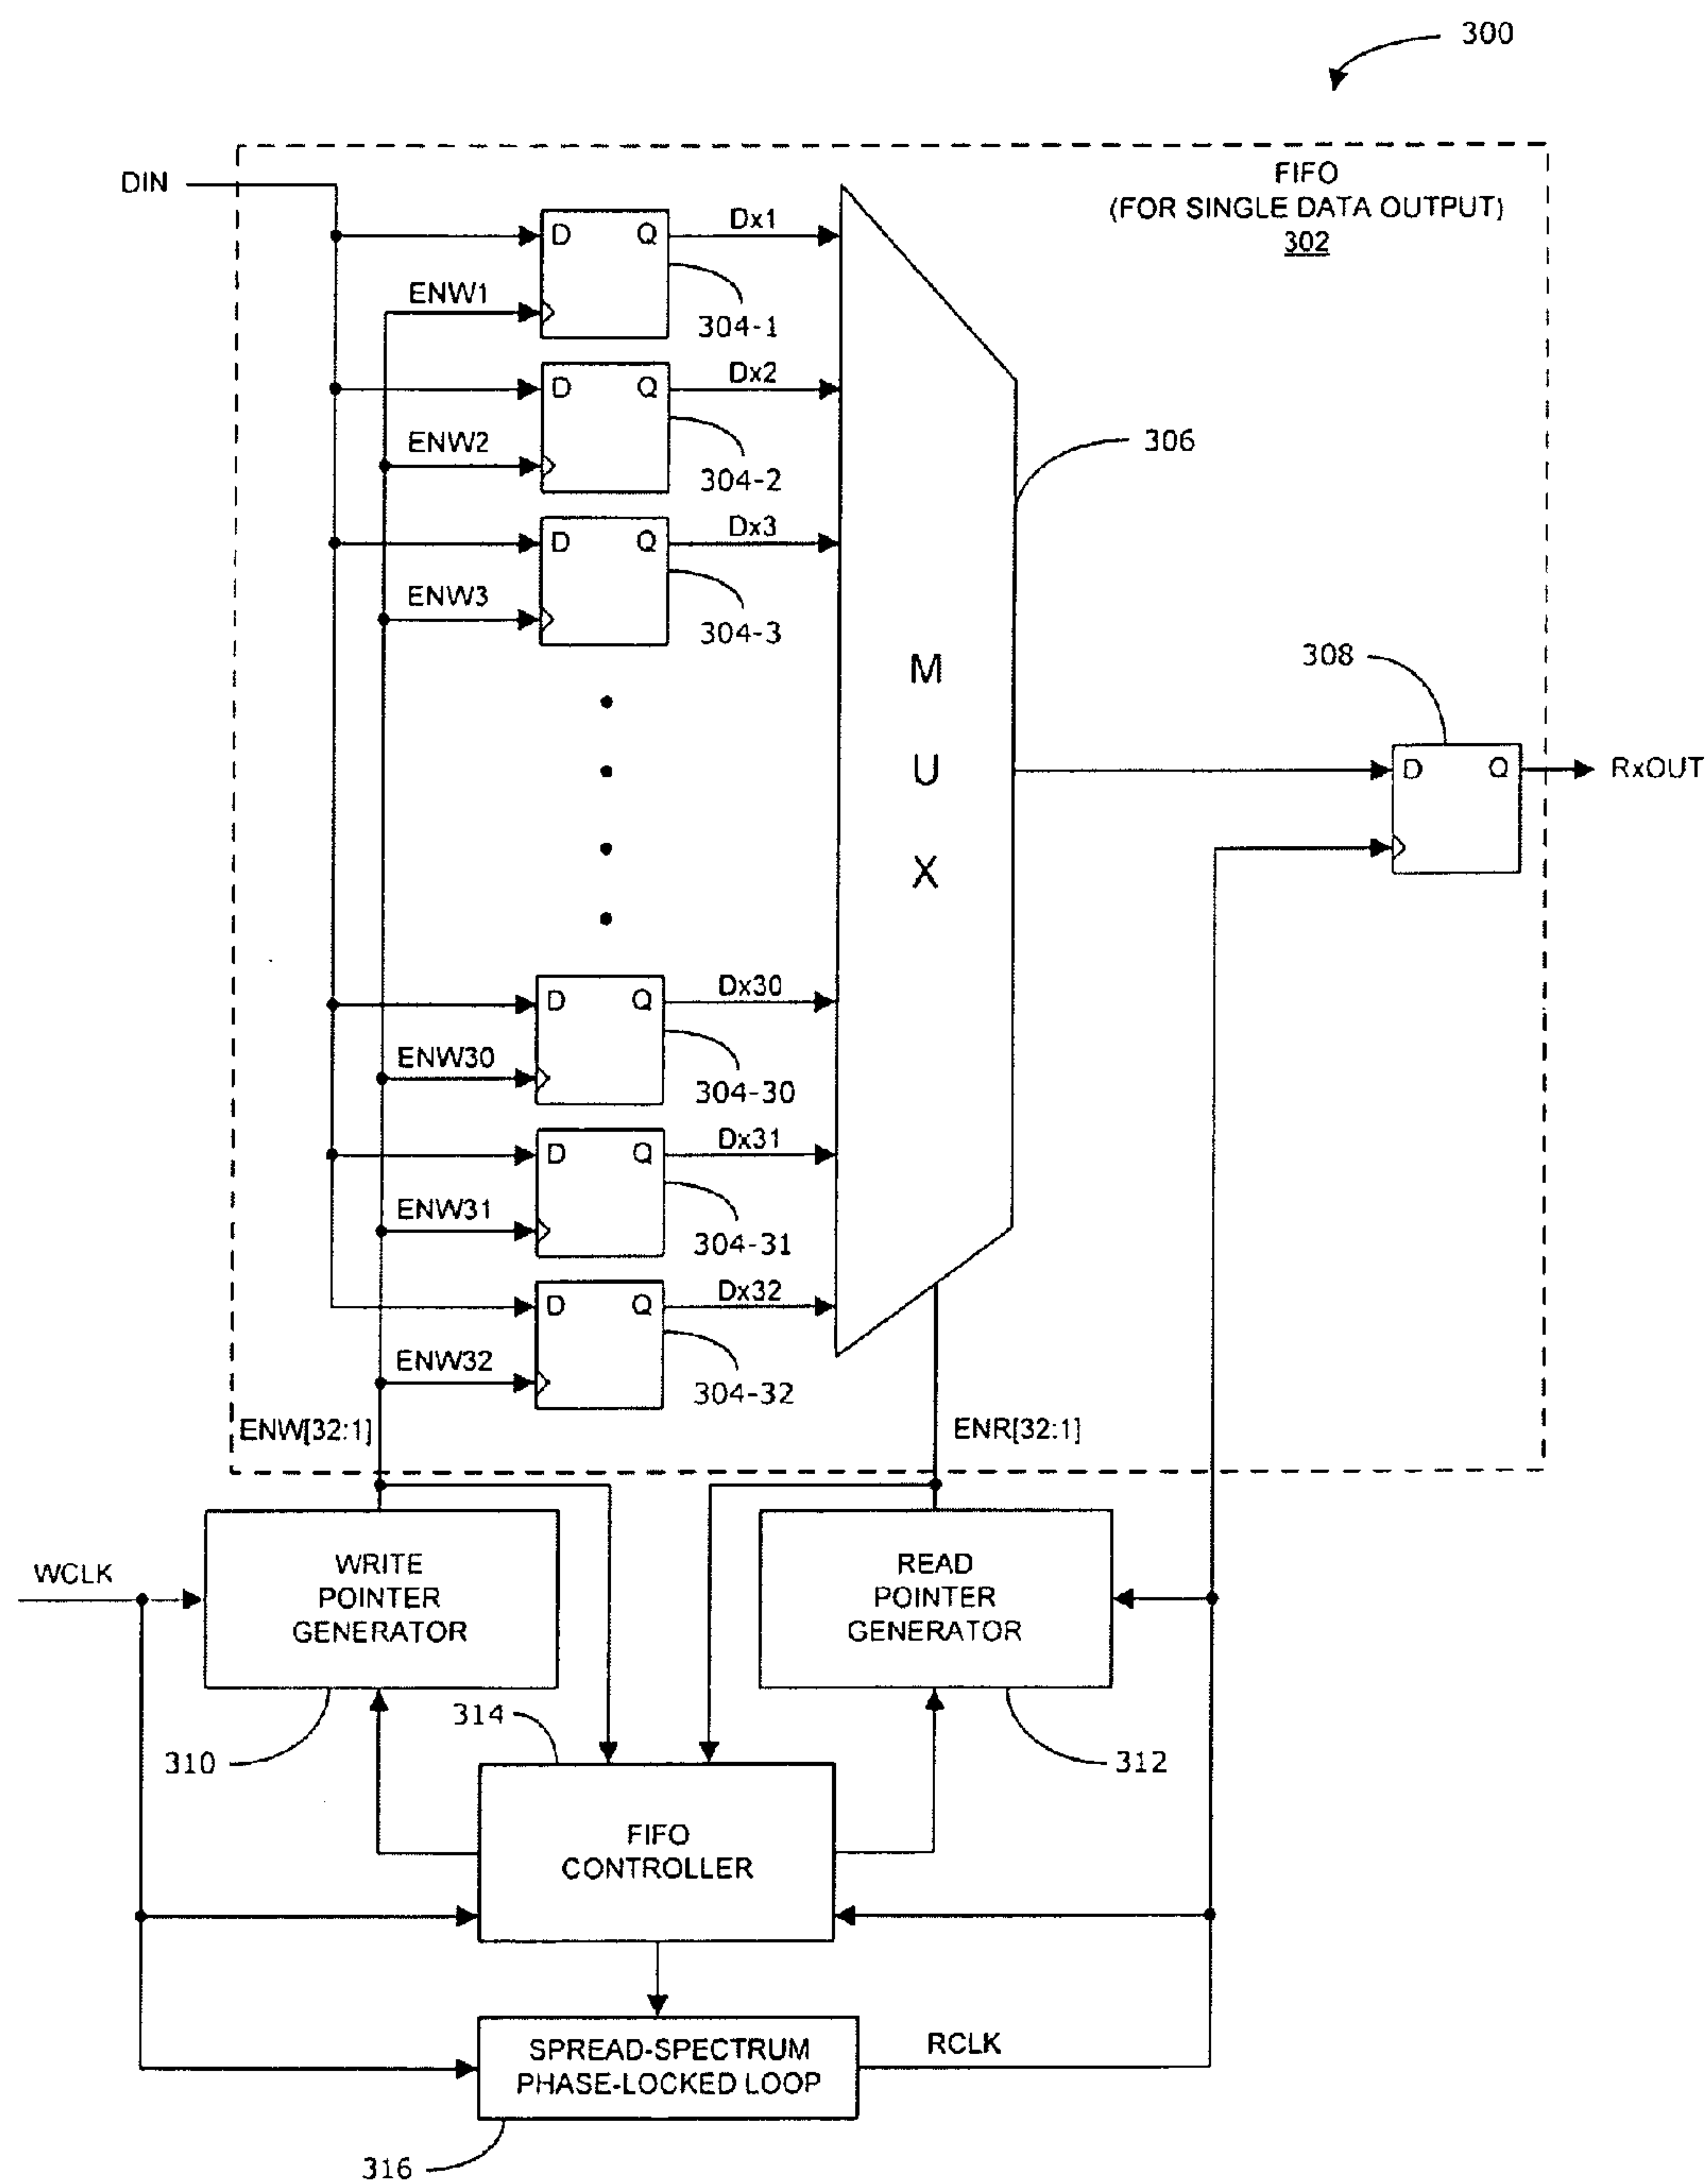 300
DIN
FIFO
(FOR SINGLE DATA OUTPUT)
302
D Q
Dx1
ENW1
304-1
D Q
Dx2
ENW2
304-2
306
D Q
Dx3
ENW3
304-3
M
U
X
308
D Q
RxOUT
D Q
Dx30
ENW30
304-30
D Q
Dx31
ENW31
304-31
D Q
Dx32
ENW32
304-32
ENW[32:1]
ENR[32:1]
WCLK
WRITE
POINTER
GENERATOR
READ
POINTER
GENERATOR
310
314
312
FIFO
CONTROLLER
SPREAD-SPECTRUM
PHASE-LOCKED LOOP
RCLK
316